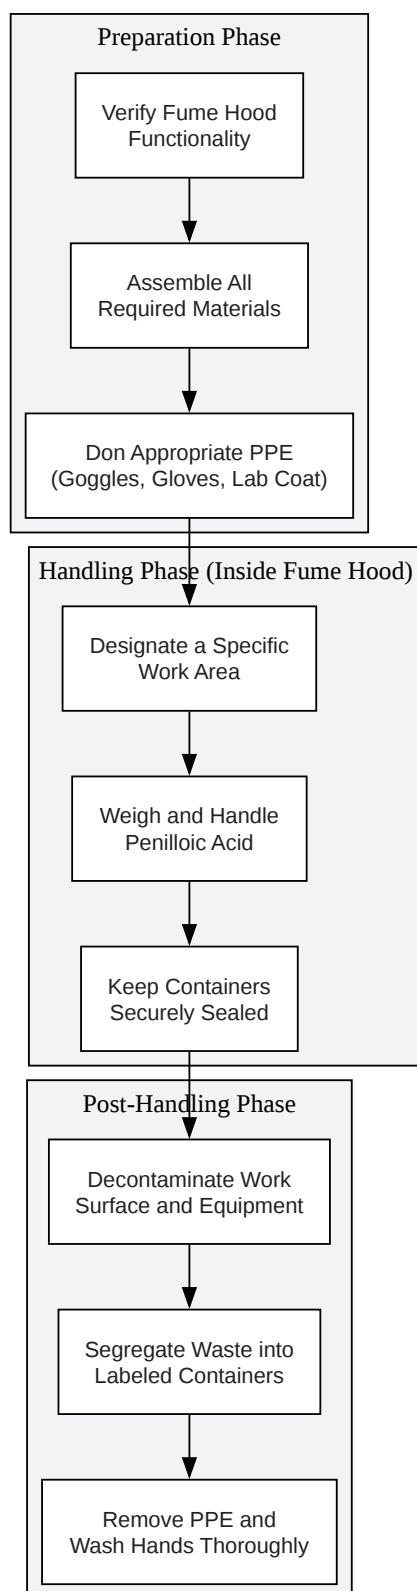 Preparation Phase
Verify Fume Hood
Functionality
Assemble All
Required Materials
Don Appropriate PPE
(Goggles, Gloves, Lab Coat)
Handling Phase (Inside Fume Hood)
Designate a Specific
Work Area
Weigh and Handle
Penilloic Acid
Keep Containers
Securely Sealed
Post-Handling Phase
Decontaminate Work
Surface and Equipment
Segregate Waste into
Labeled Containers
Remove PPE and
Wash Hands Thoroughly